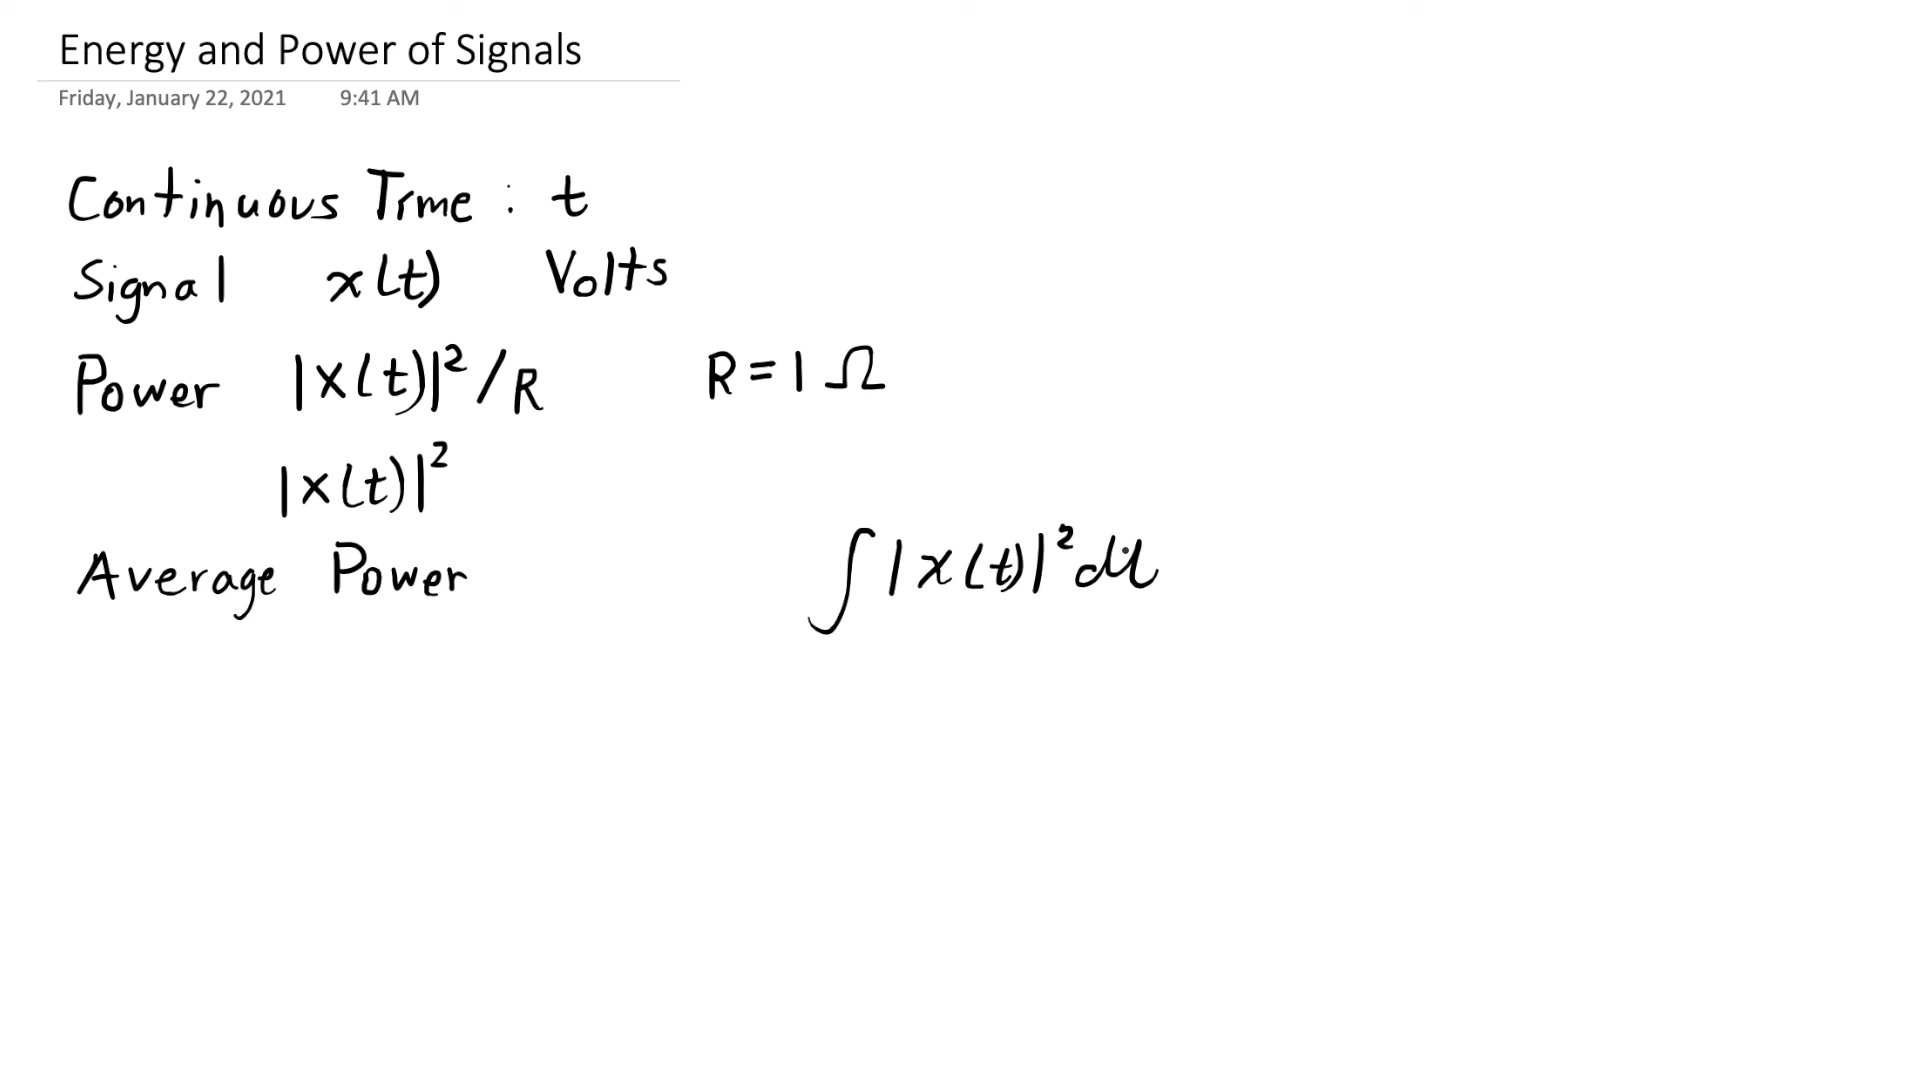 Energy and Power of Signals
Friday, January 22, 2021 9:41 AM
Continuous Time : t
Signal x(t) Volts
Power |x(t)|²/R R = 1 Ω
|x(t)|²
Average Power ∫|x(t)|²dt